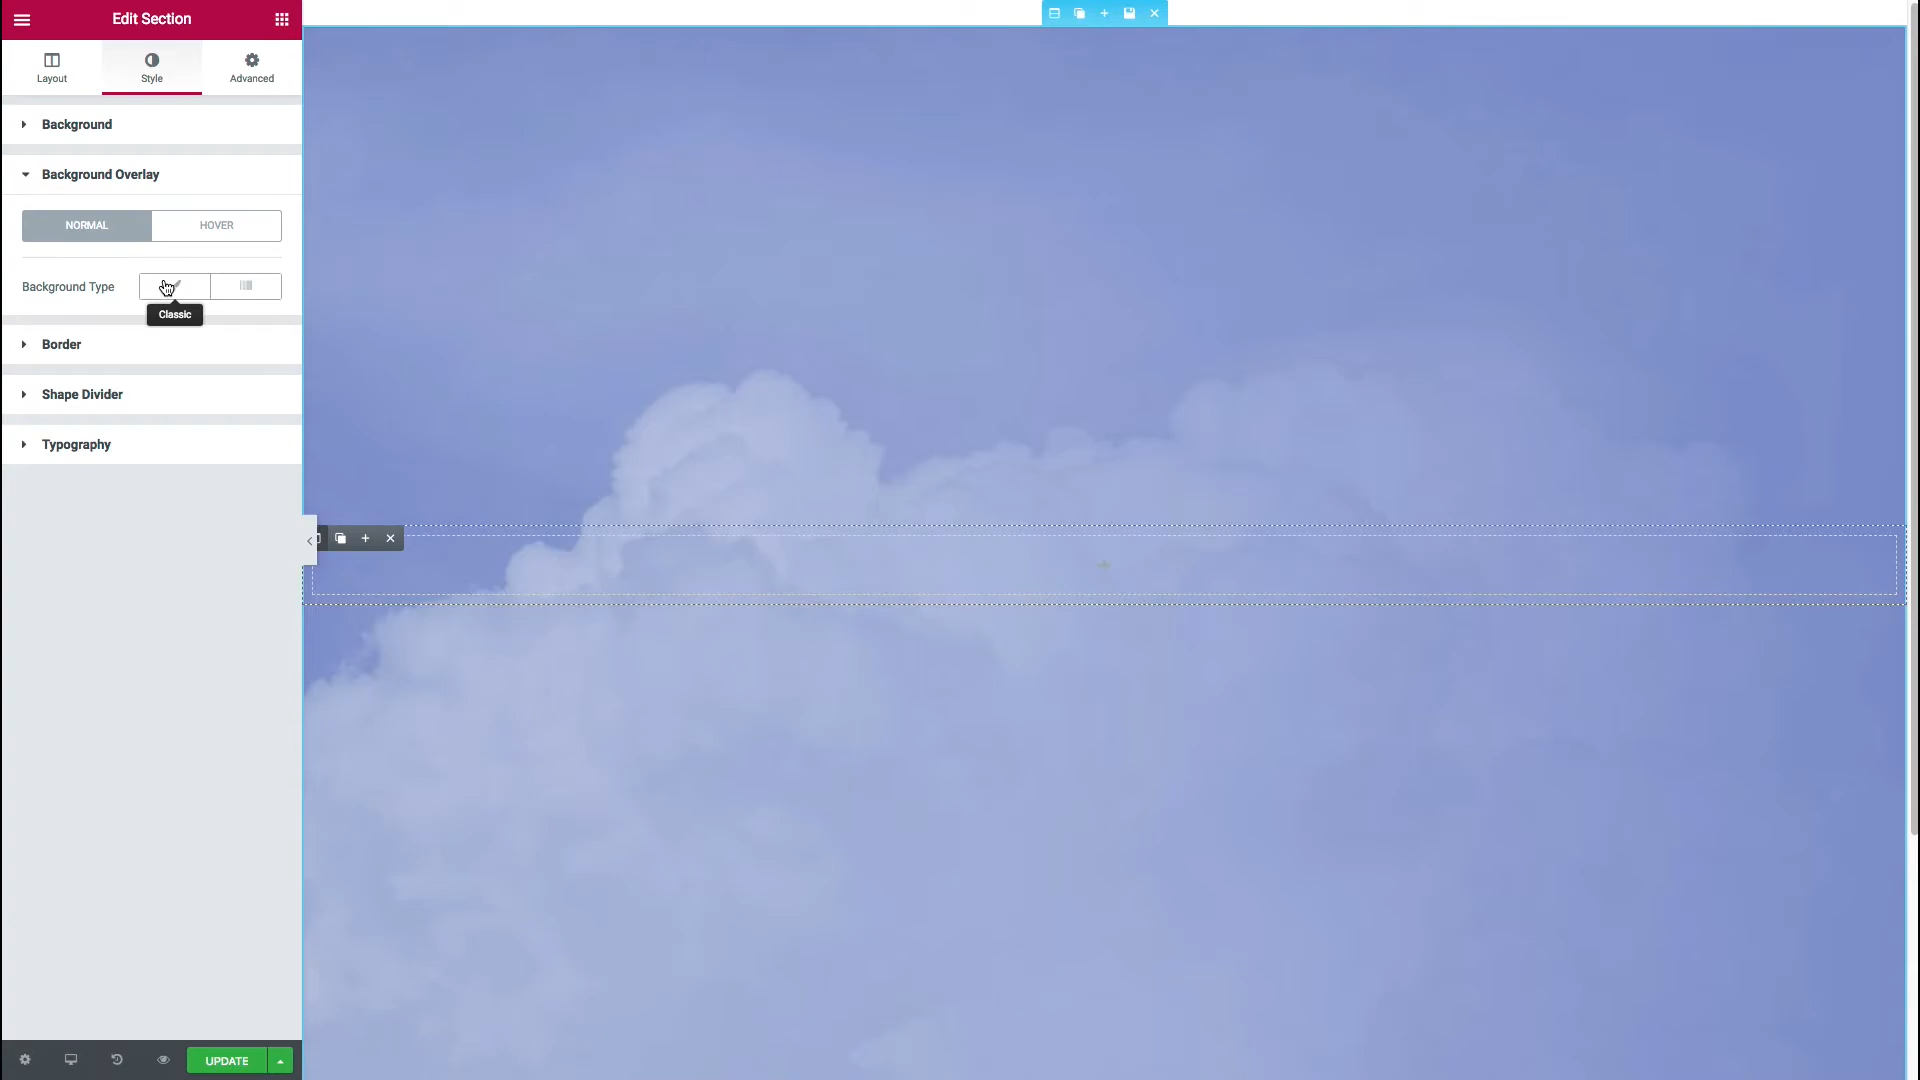 Edit Section
Layout
Style
Advanced
Background
Background Overlay
NORMAL
HOVER
Background Type
Classic
Border
Shape Divider
Typography
UPDATE